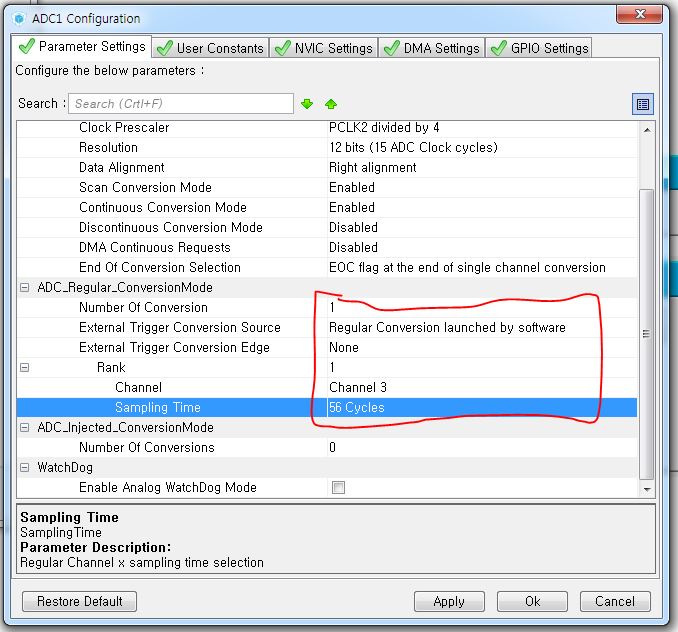 ADC1 Configuration
Parameter Settings User Constants NVIC Settings DMA Settings GPIO Settings
Configure the below parameters :
Search : Search (Crtl+F)
Clock Prescaler PCLK2 divided by 4
Resolution 12 bits (15 ADC Clock cycles)
Data Alignment Right alignment
Scan Conversion Mode Enabled
Continuous Conversion Mode Enabled
Discontinuous Conversion Mode Disabled
DMA Continuous Requests Disabled
End Of Conversion Selection EOC flag at the end of single channel conversion
ADC_Regular_ConversionMode
Number Of Conversion 1
External Trigger Conversion Source Regular Conversion launched by software
External Trigger Conversion Edge None
Rank 1
Channel Channel 3
Sampling Time 56 Cycles
ADC_Injected_ConversionMode
Number Of Conversions 0
WatchDog
Enable Analog WatchDog Mode
Sampling Time
SamplingTime
Parameter Description:
Regular Channel x sampling time selection
Restore Default Apply Ok Cancel